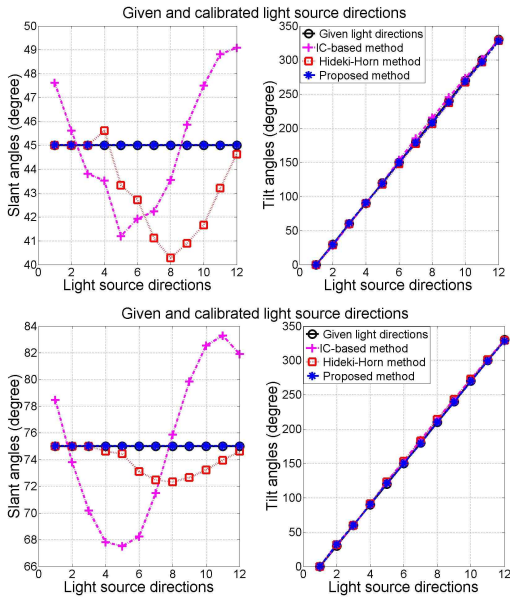 Given and calibrated light source directions
Slant angles (degree)
50
49
48
47
46
45
44
43
42
41
40
0 2 4 6 8 10 12
Light source directions
Tilt angles (degree)
350
300
250
200
150
100
50
0
Given light directions
IC-based method
Hideki-Horn method
Proposed method
0 2 4 6 8 10 12
Light source directions
Given and calibrated light source directions
Slant angles (degree)
84
82
80
78
76
74
72
70
68
66
0 2 4 6 8 10 12
Light source directions
Tilt angles (degree)
350
300
250
200
150
100
50
0
Given light directions
IC-based method
Hideki-Horn method
Proposed method
0 2 4 6 8 10 12
Light source directions